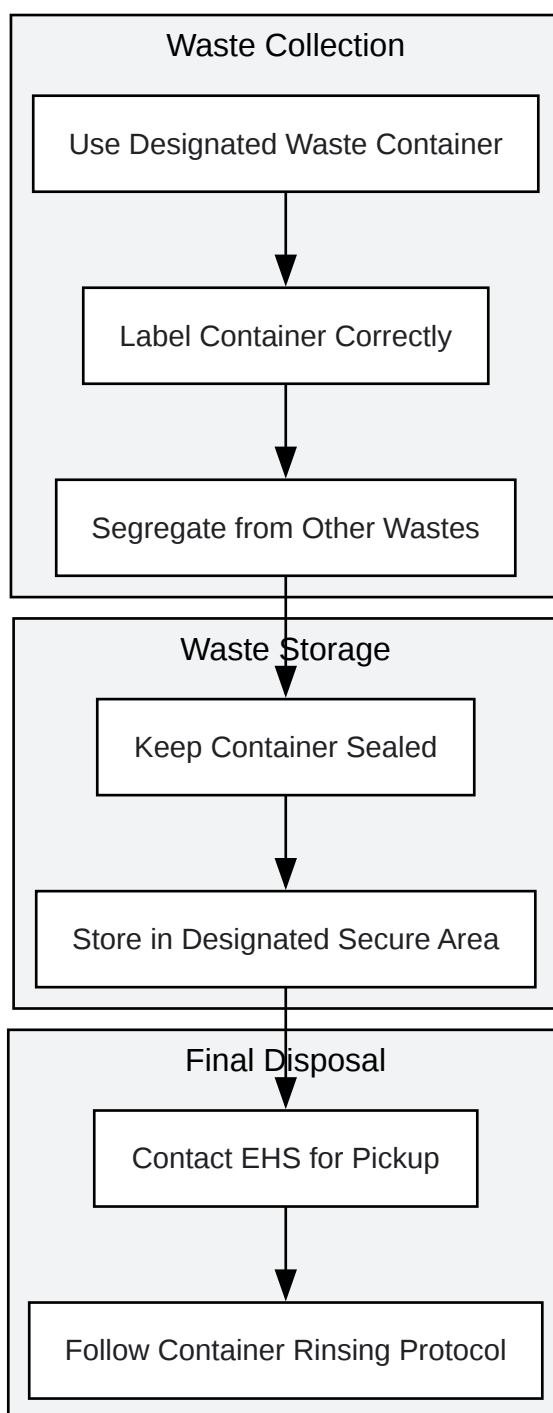 Waste Collection
Use Designated Waste Container
Label Container Correctly
Segregate from Other Wastes
Waste Storage
Keep Container Sealed
Store in Designated Secure Area
Final Disposal
Contact EHS for Pickup
Follow Container Rinsing Protocol